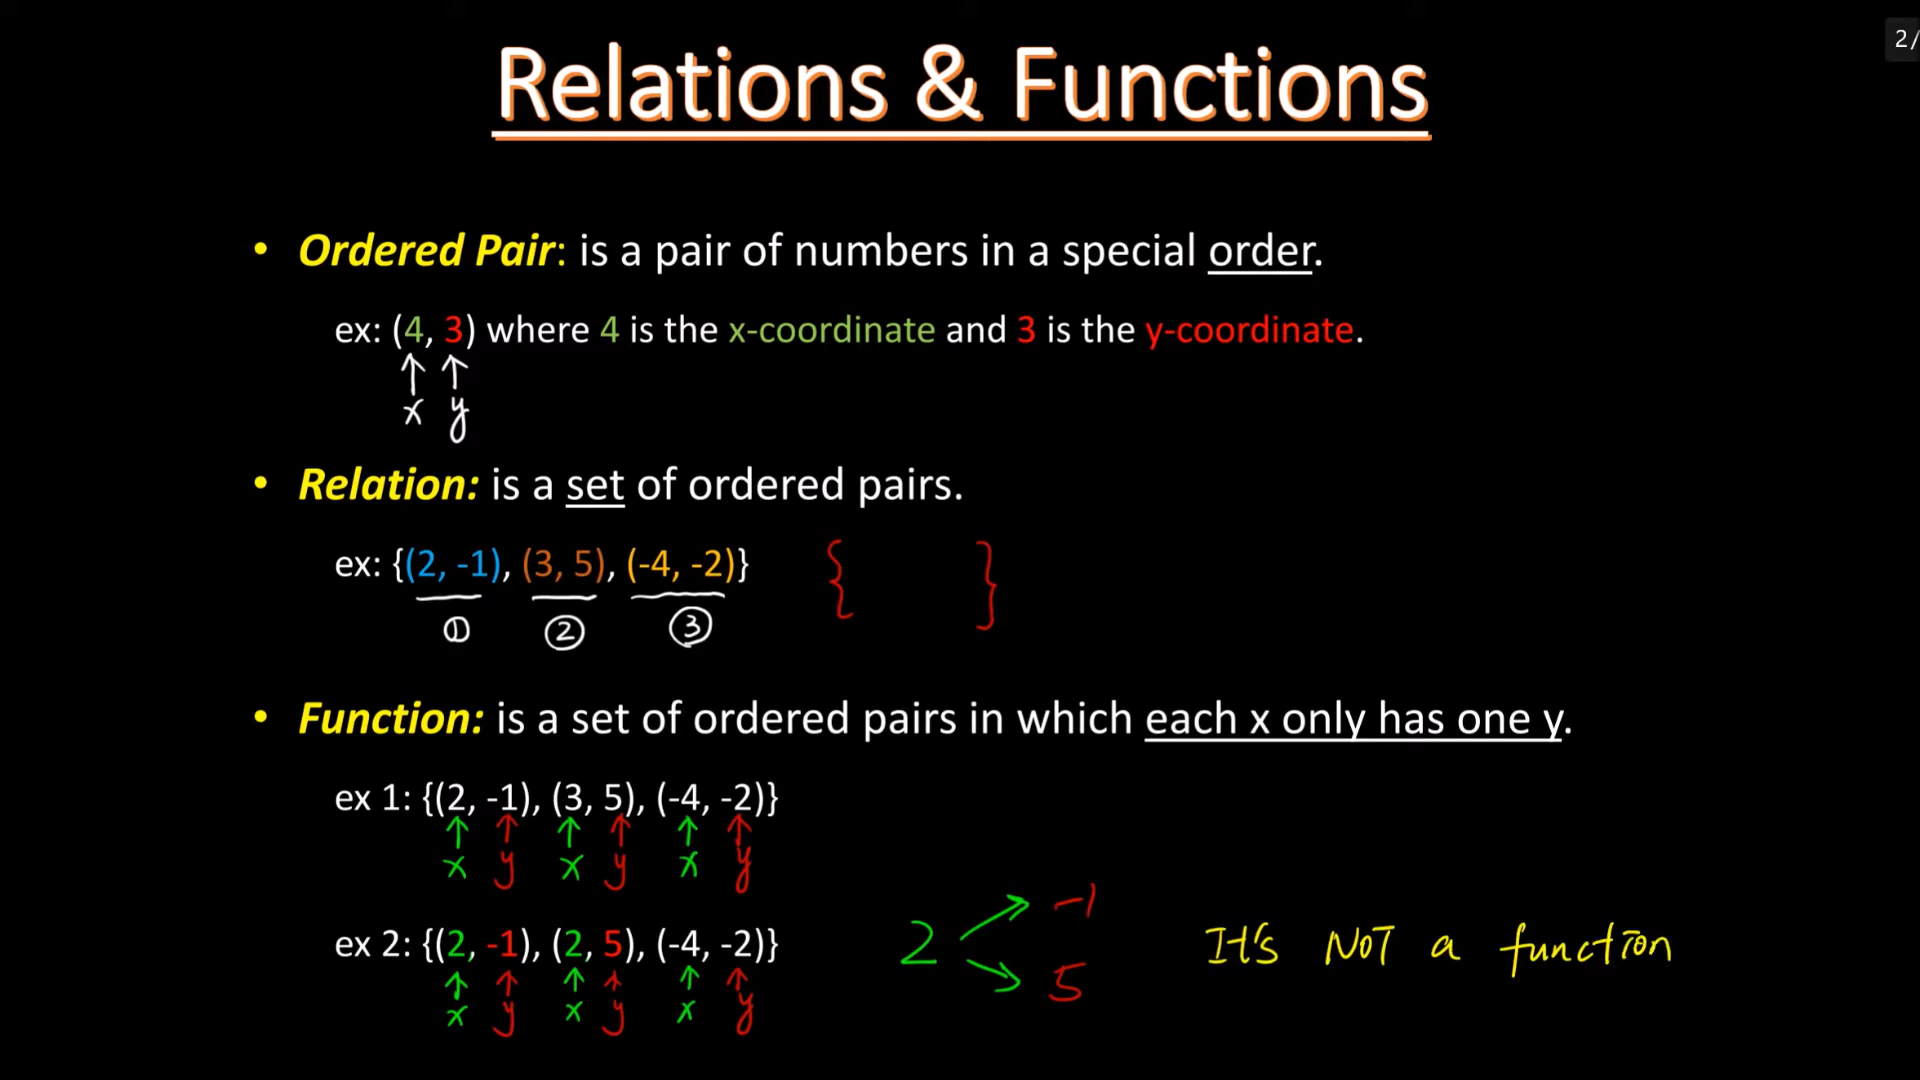 2/
Relations & Functions
• Ordered Pair: is a pair of numbers in a special order.
ex: (4, 3) where 4 is the x-coordinate and 3 is the y-coordinate.
↑ ↑
x y
• Relation: is a set of ordered pairs.
ex: {(2, -1), (3, 5), (-4, -2)} { }
① ② ③
• Function: is a set of ordered pairs in which each x only has one y.
ex 1: {(2, -1), (3, 5), (-4, -2)}
↑ ↑ ↑ ↑ ↑ ↑
x y x y x y
-1
ex 2: {(2, -1), (2, 5), (-4, -2)} 2 It's NOT a function
5
↑ ↑ ↑ ↑ ↑ ↑
x y x y x y